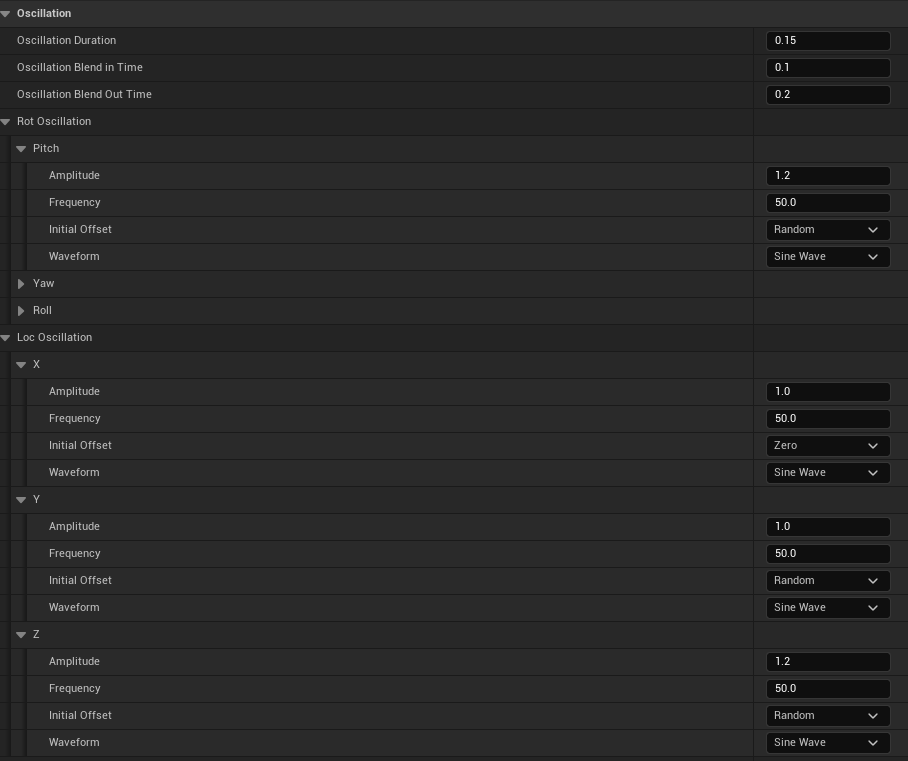 Oscillation
Oscillation Duration 0.15
Oscillation Blend in Time 0.1
Oscillation Blend Out Time 0.2
Rot Oscillation
Pitch
Amplitude 1.2
Frequency 50.0
Initial Offset Random
Waveform Sine Wave
Yaw
Roll
Loc Oscillation
X
Amplitude 1.0
Frequency 50.0
Initial Offset Zero
Waveform Sine Wave
Y
Amplitude 1.0
Frequency 50.0
Initial Offset Random
Waveform Sine Wave
Z
Amplitude 1.2
Frequency 50.0
Initial Offset Random
Waveform Sine Wave